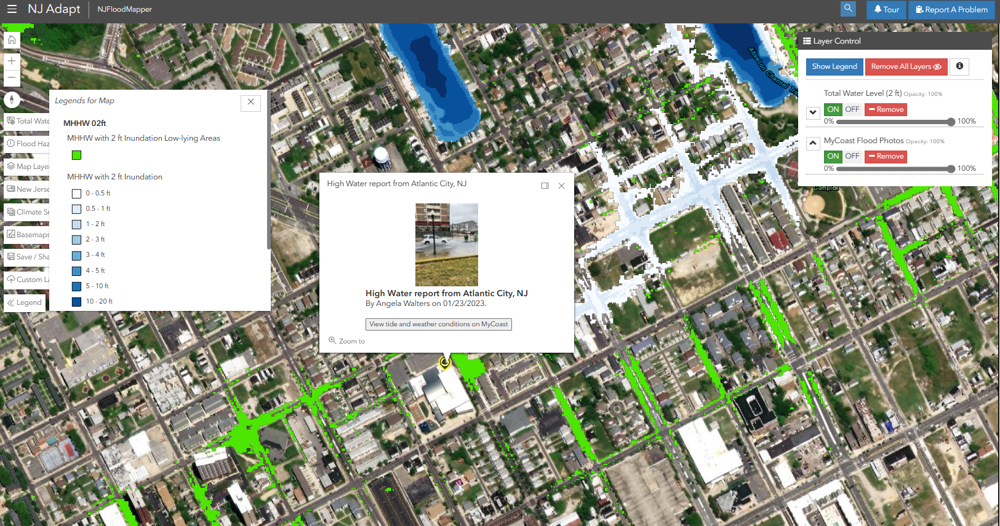 NJ Adapt
NJFloodMapper
Tour
Report A Problem
Layer Control
Show Legend
Remove All Layers
Total Water Level (2 ft) Opacity: 100%
ON OFF Remove
0% 100%
MyCoast Flood Photos Opacity: 100%
ON OFF Remove
0% 100%
Absecon Channel
Complex
Total Wate
Flood Haz
Map Laye
New Jerse
Climate Sn
Basemaps
Save / Sha
Custom La
Legend
Legends for Map
MHHW 02ft
MHHW with 2 ft Inundation Low-lying Areas
MHHW with 2 ft Inundation
0 - 0.5 ft
0.5 - 1 ft
1 - 2 ft
2 - 3 ft
3 - 4 ft
4 - 5 ft
5 - 10 ft
10 - 20 ft
High Water report from Atlantic City, NJ
High Water report from Atlantic City, NJ
By Angela Walters on 01/23/2023.
View tide and weather conditions on MyCoast
Zoom to